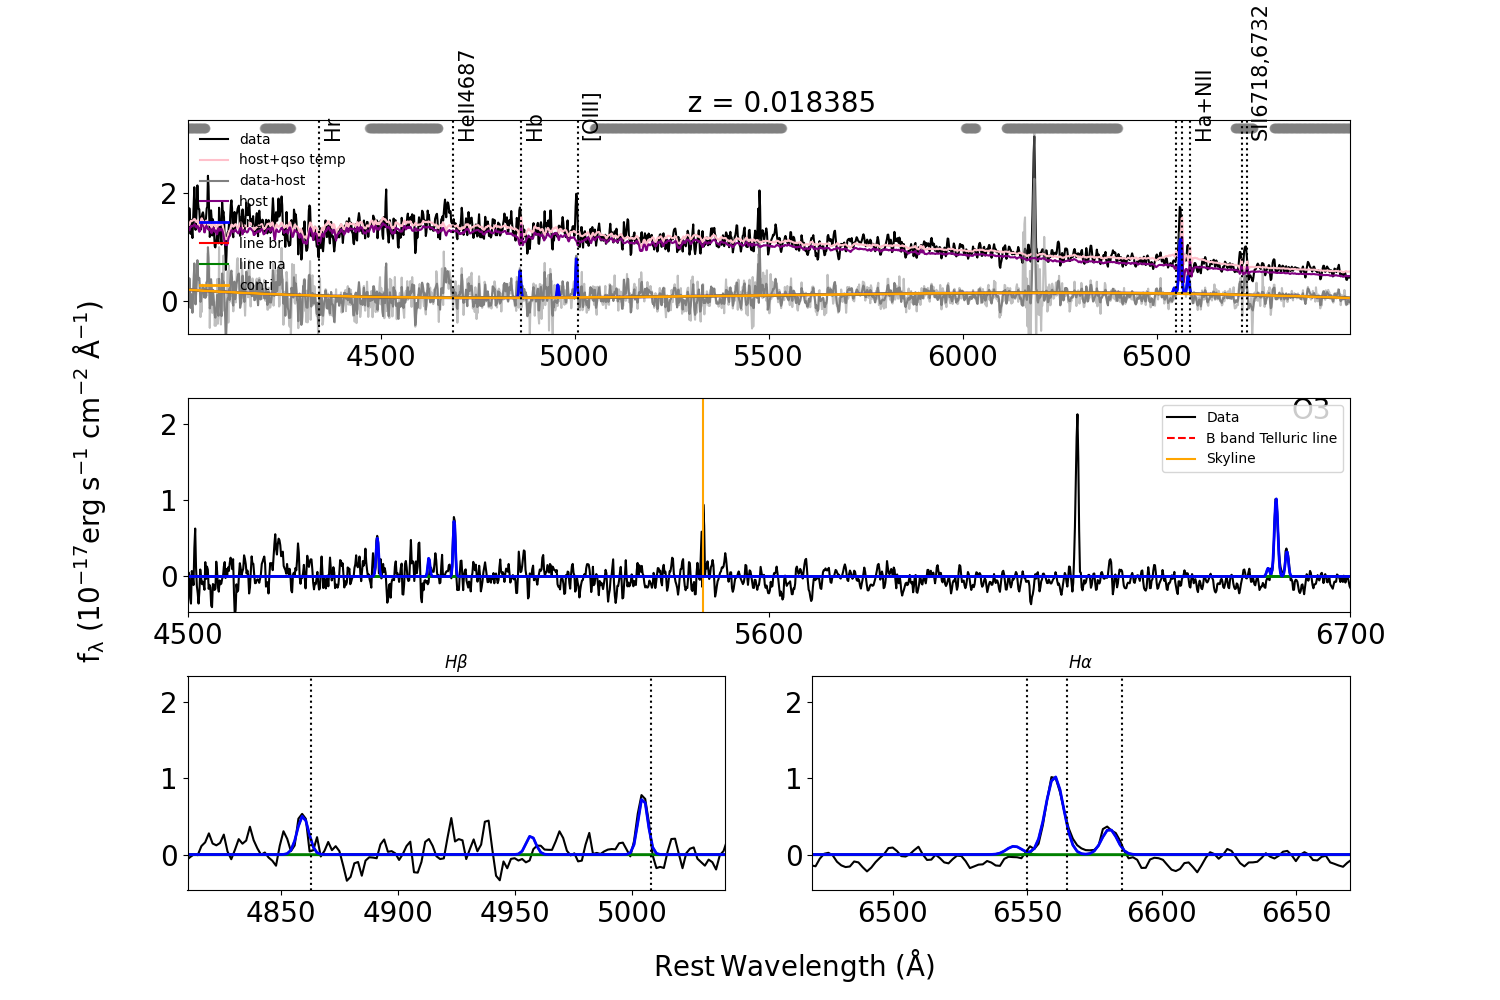 z = 0.018385
Hr
HeII4687
Hb
[OIII]
Ha+NII
SII6718,6732
data
host+qso temp
data-host
host
line br
line na
conti
2
0
4500 5000 5500 6000 6500
O3
Data
B band Telluric line
Skyline
2
1
0
4500 5600 6700
fλ (10⁻¹⁷erg s⁻¹ cm⁻² Å⁻¹)
Hβ
2
1
0
4850 4900 4950 5000
Hα
2
1
0
6500 6550 6600 6650
Rest Wavelength (Å)